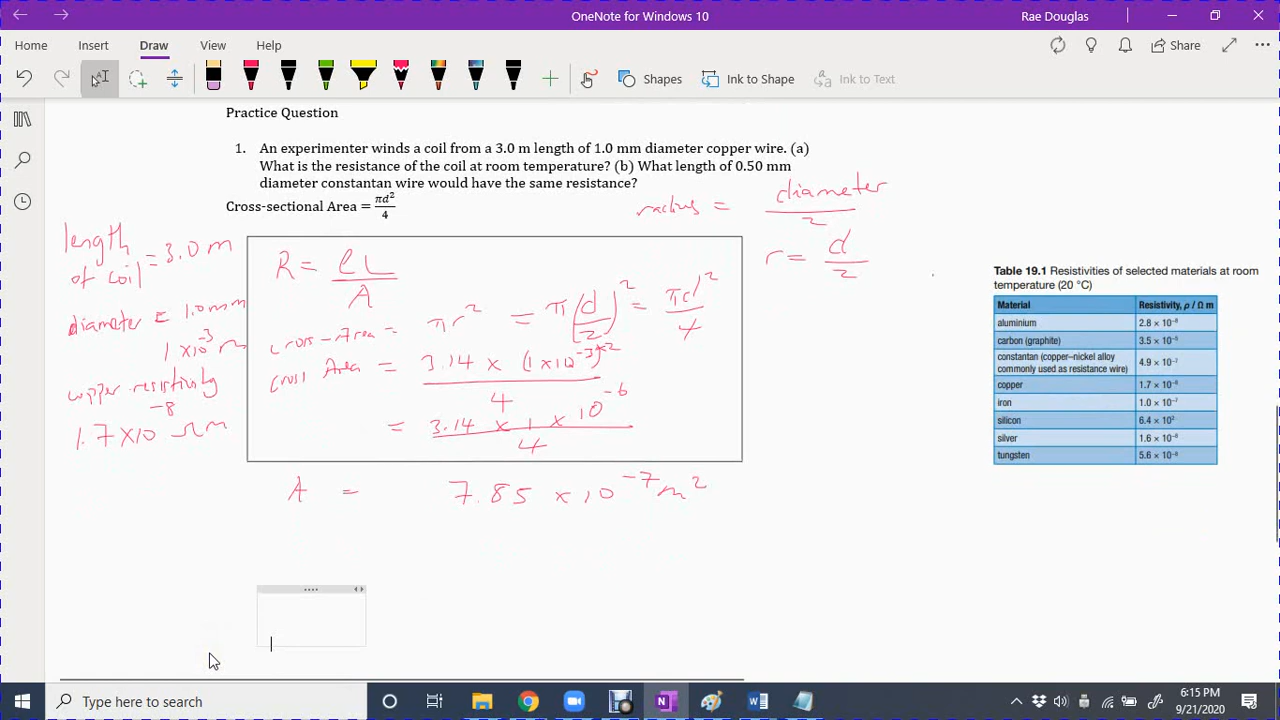 OneNote for Windows 10
Rae Douglas
Home Insert Draw View Help
Share
Shapes
Ink to Shape
Ink to Text
Practice Question
1. An experimenter winds a coil from a 3.0 m length of 1.0 mm diameter copper wire. (a)
What is the resistance of the coil at room temperature? (b) What length of 0.50 mm
diameter constantan wire would have the same resistance?
Cross-sectional Area = πd²/4
radius = diameter/2
r = d/2
length of coil = 3.0 m
diameter = 1.0 mm
1 x10⁻³ m
copper resistivity
1.7 x10⁻⁸ Ωm
R = ρL/A
cross-Area = πr² = π(d/2)² = πd²/4
cross Area = 3.14 x (1x10⁻³)^x2/4
= 3.14 x 1 x 10⁻⁶/4
A = 7.85 x10⁻⁷ m²
Table 19.1 Resistivities of selected materials at room
temperature (20 °C)
Material Resistivity, ρ / Ω m
aluminium 2.8 × 10⁻⁸
carbon (graphite) 3.5 × 10⁻⁵
constantan (copper–nickel alloy
commonly used as resistance wire) 4.9 × 10⁻⁷
copper 1.7 × 10⁻⁸
iron 1.0 × 10⁻⁷
silicon 6.4 × 10²
silver 1.6 × 10⁻⁸
tungsten 5.6 × 10⁻⁸
Type here to search
6:15 PM
9/21/2020